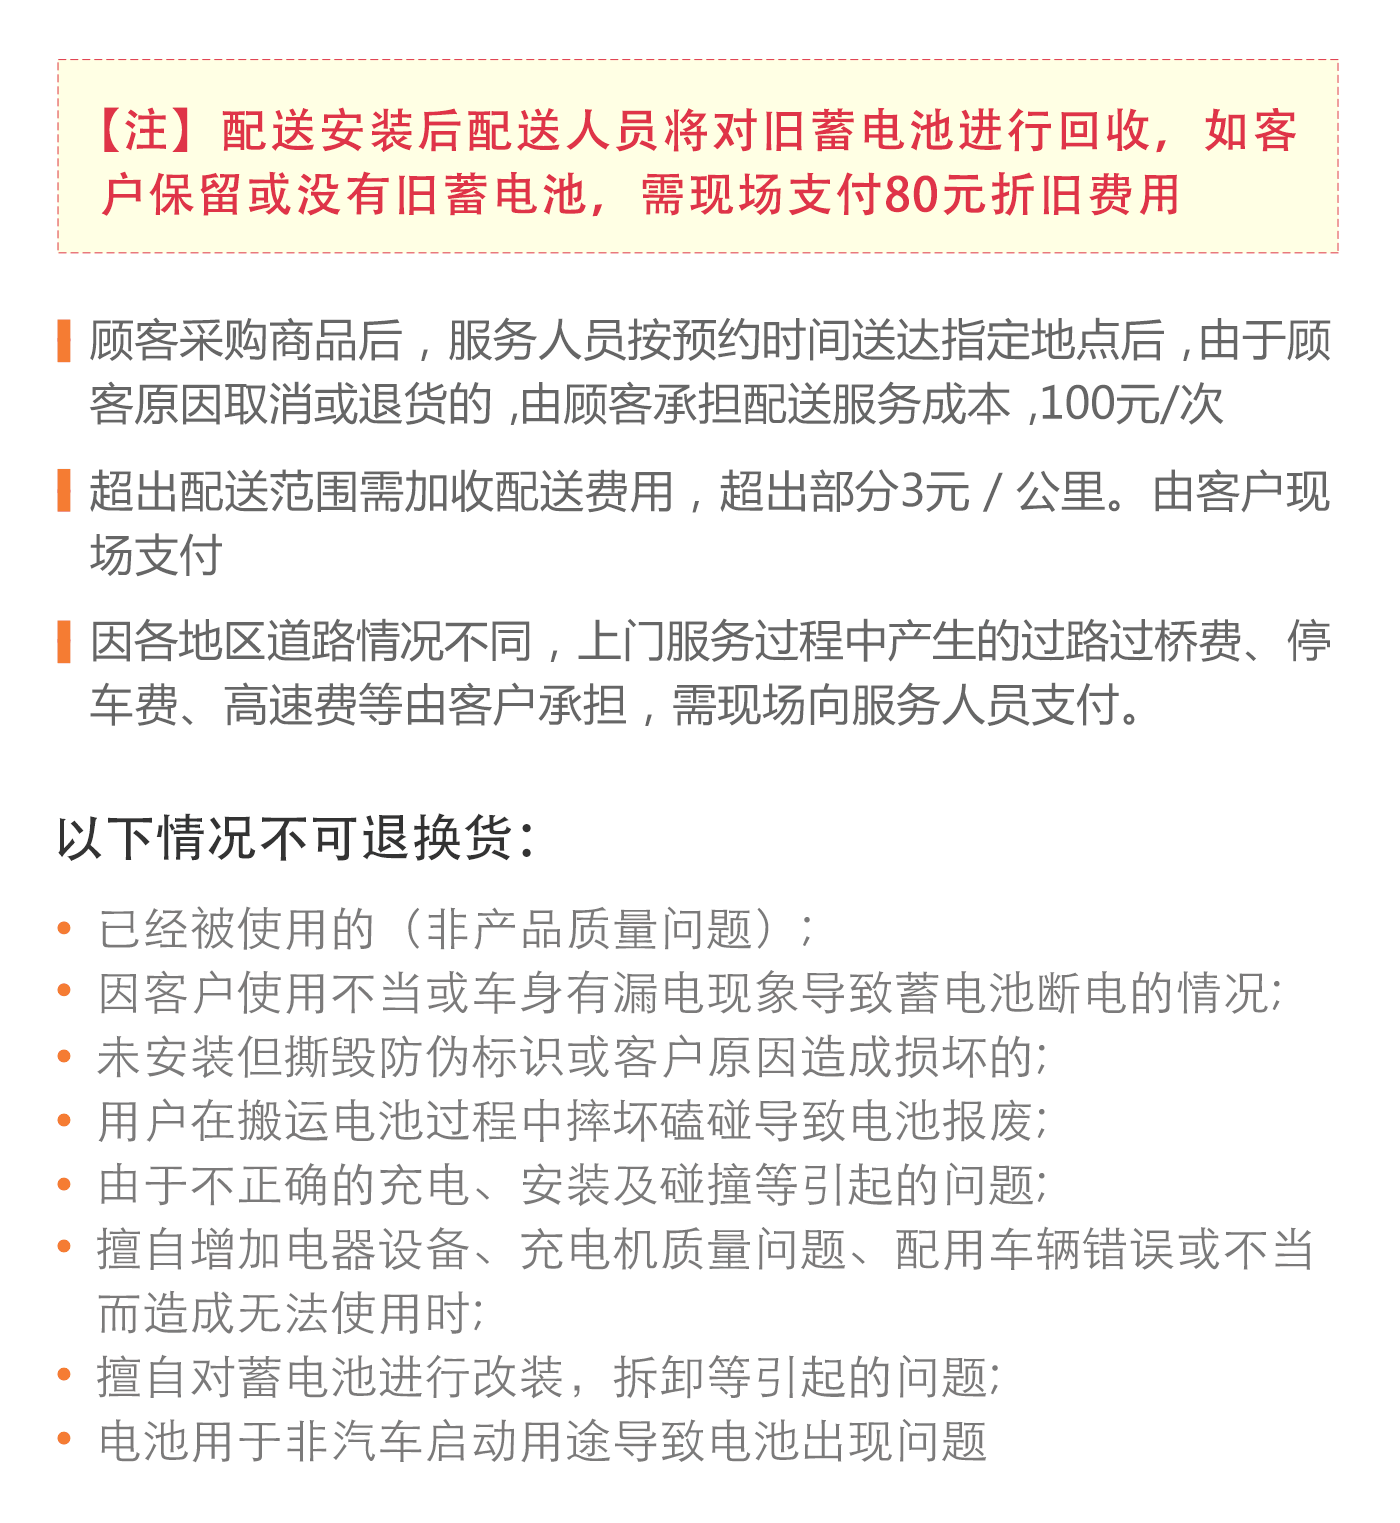 【注】配送安装后配送人员将对旧蓄电池进行回收，如客
户保留或没有旧蓄电池，需现场支付80元折旧费用
顾客采购商品后，服务人员按预约时间送达指定地点后,由于顾
客原因取消或退货的,由顾客承担配送服务成本,100元/次
超出配送范围需加收配送费用，超出部分3元 / 公里。由客户现
场支付
因各地区道路情况不同，上门服务过程中产生的过路过桥费、停
车费、高速费等由客户承担，需现场向服务人员支付。
以下情况不可退换货：
• 已经被使用的（非产品质量问题）；
• 因客户使用不当或车身有漏电现象导致蓄电池断电的情况；
• 未安装但撕毁防伪标识或客户原因造成损坏的；
• 用户在搬运电池过程中摔坏磕碰导致电池报废；
• 由于不正确的充电、安装及碰撞等引起的问题；
• 擅自增加电器设备、充电机质量问题、配用车辆错误或不当
而造成无法使用时；
• 擅自对蓄电池进行改装，拆卸等引起的问题；
• 电池用于非汽车启动用途导致电池出现问题